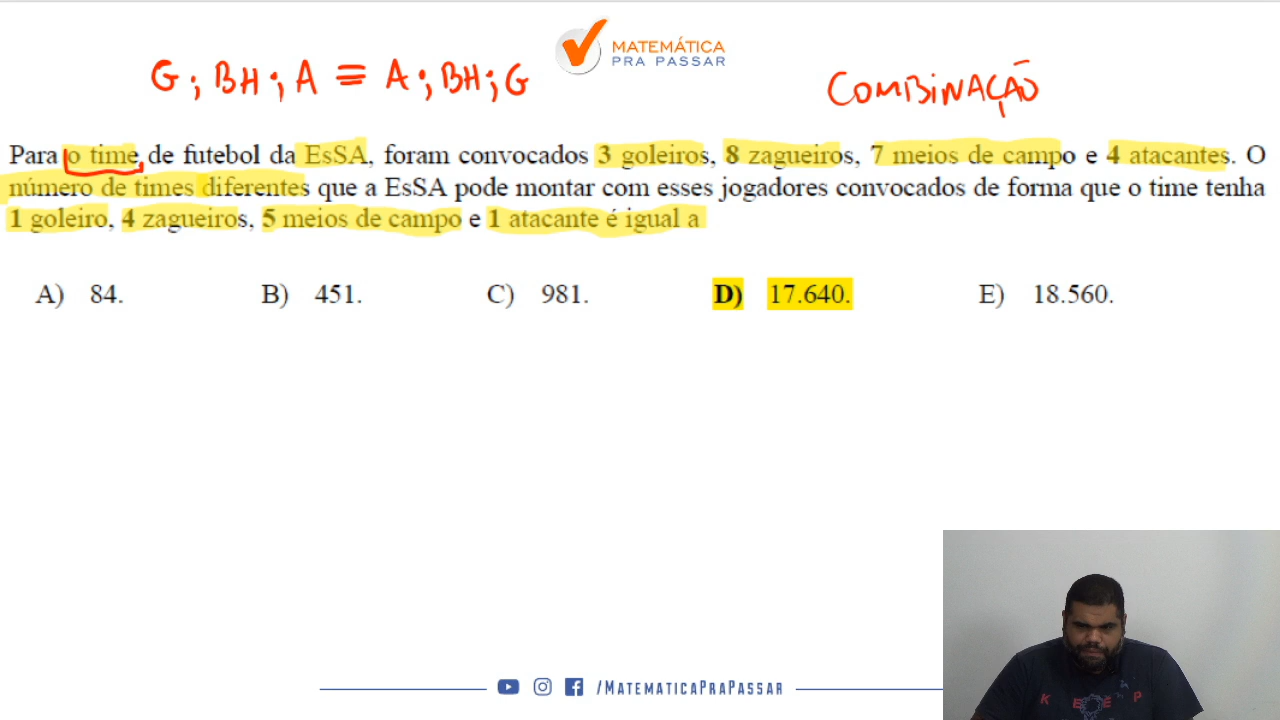 MATEMÁTICA
PRA PASSAR
G ; BH ; A ≡ A ; BH ; G
COMBINAÇÃO
Para o time de futebol da EsSA, foram convocados 3 goleiros, 8 zagueiros, 7 meios de campo e 4 atacantes. O
número de times diferentes que a EsSA pode montar com esses jogadores convocados de forma que o time tenha
1 goleiro, 4 zagueiros, 5 meios de campo e 1 atacante é igual a
A) 84. B) 451. C) 981. D) 17.640. E) 18.560.
/MATEMATICAPRAPASSAR
KEEP